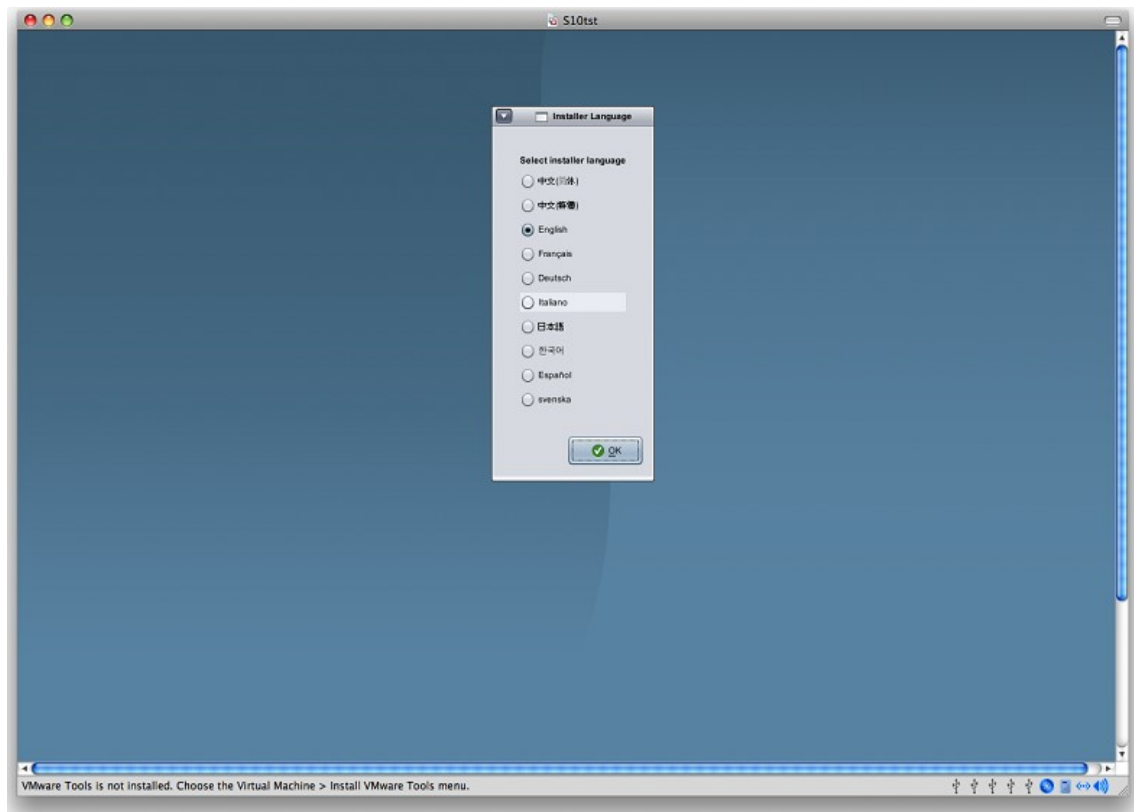 S10tst
Installer Language
Select installer language
中文(简体)
中文(繁體)
English
Français
Deutsch
Italiano
日本語
한국어
Español
svenska
OK
VMware Tools is not installed. Choose the Virtual Machine > Install VMware Tools menu.